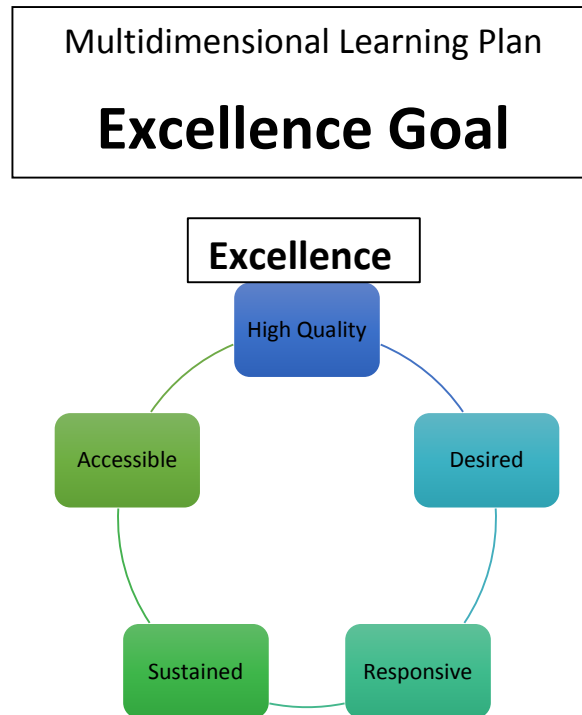 Multidimensional Learning Plan
Excellence Goal
Excellence
High Quality
Accessible
Desired
Sustained
Responsive